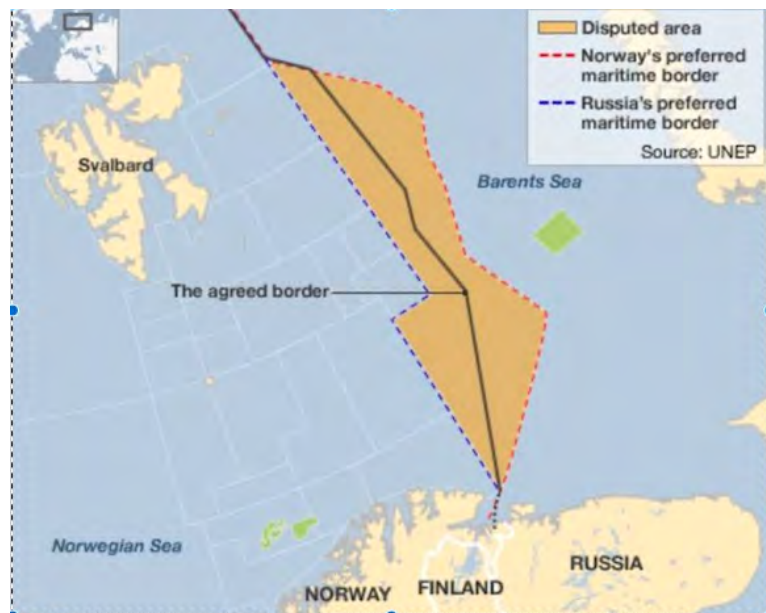 Disputed area
Norway's preferred
maritime border
Russia's preferred
maritime border
Source: UNEP
Svalbard
Barents Sea
The agreed border
Norwegian Sea
NORWAY
FINLAND
RUSSIA